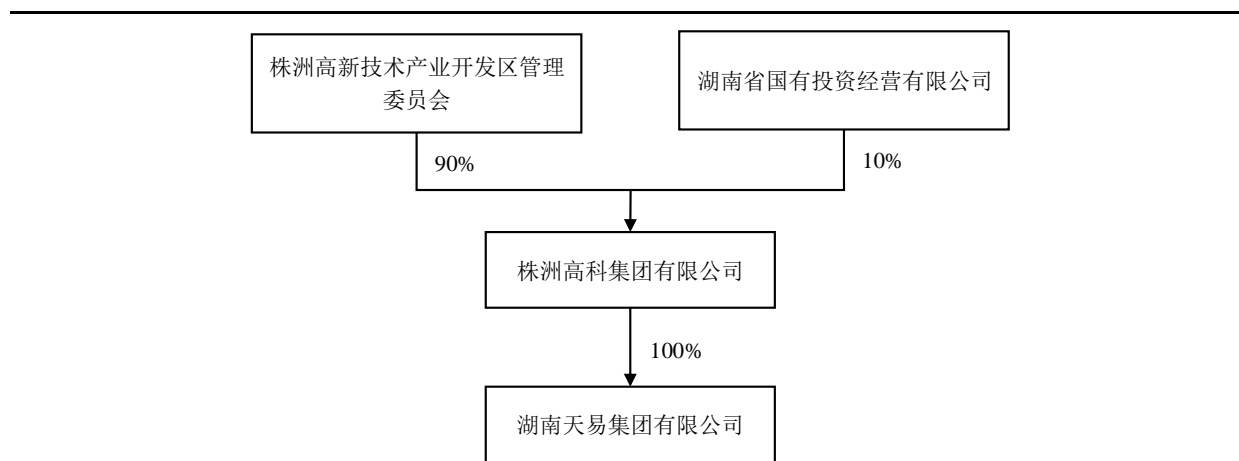 株洲高新技术产业开发区管理
委员会
湖南省国有投资经营有限公司
90%
10%
株洲高科集团有限公司
100%
湖南天易集团有限公司